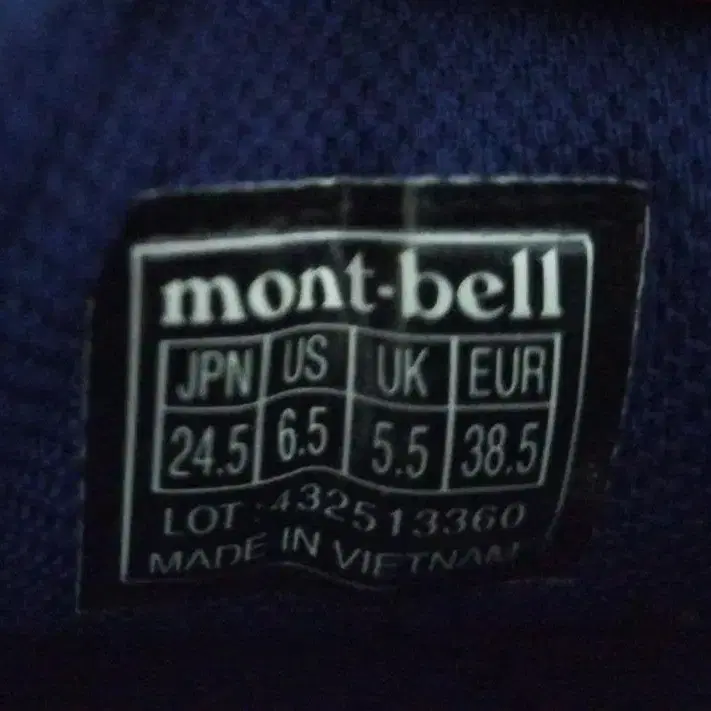 mont-bell
JPN US UK EUR
24.5 6.5 5.5 38.5
LOT : 432513360
MADE IN VIETNAM